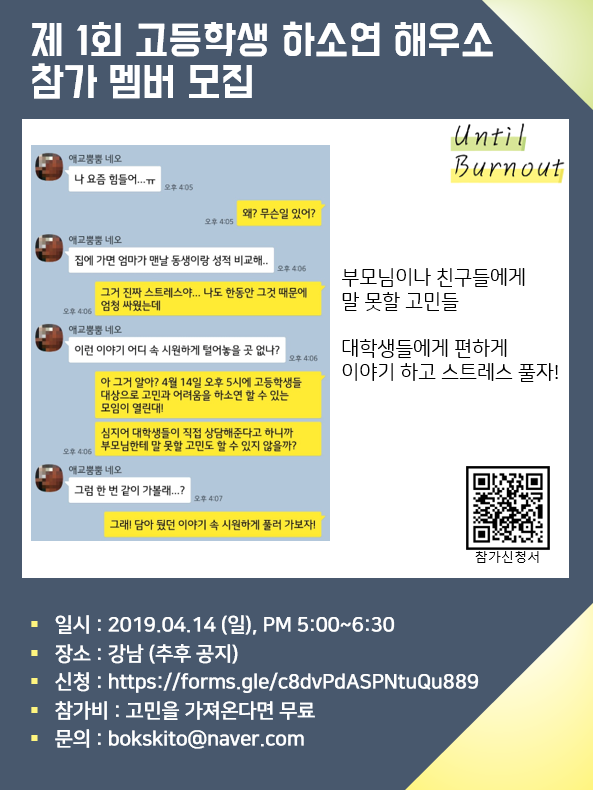 제 1회 고등학생 하소연 해우소
참가 멤버 모집
Until
Burnout
애교뿜뿜 네오
나 요즘 힘들어...ㅠ
오후 4:05
왜? 무슨일 있어?
오후 4:05
애교뿜뿜 네오
집에 가면 엄마가 맨날 동생이랑 성적 비교해..
오후 4:06
그거 진짜 스트레스야... 나도 한동안 그것 때문에
엄청 싸웠는데
오후 4:06
애교뿜뿜 네오
이런 이야기 어디 속 시원하게 털어놓을 곳 없나?
오후 4:06
아 그거 알아? 4월 14일 오후 5시에 고등학생들
대상으로 고민과 어려움을 하소연 할 수 있는
모임이 열린대!
심지어 대학생들이 직접 상담해준다고 하니까
부모님한테 말 못할 고민도 할 수 있지 않을까?
오후 4:06
애교뿜뿜 네오
그럼 한 번 같이 가볼래...?
오후 4:07
그래! 담아 뒀던 이야기 속 시원하게 풀러 가보자!
부모님이나 친구들에게
말 못할 고민들
대학생들에게 편하게
이야기 하고 스트레스 풀자!
참가신청서
일시 : 2019.04.14 (일), PM 5:00~6:30
장소 : 강남 (추후 공지)
신청 : https://forms.gle/c8dvPdASPNtuQu889
참가비 : 고민을 가져온다면 무료
문의 : bokskito@naver.com